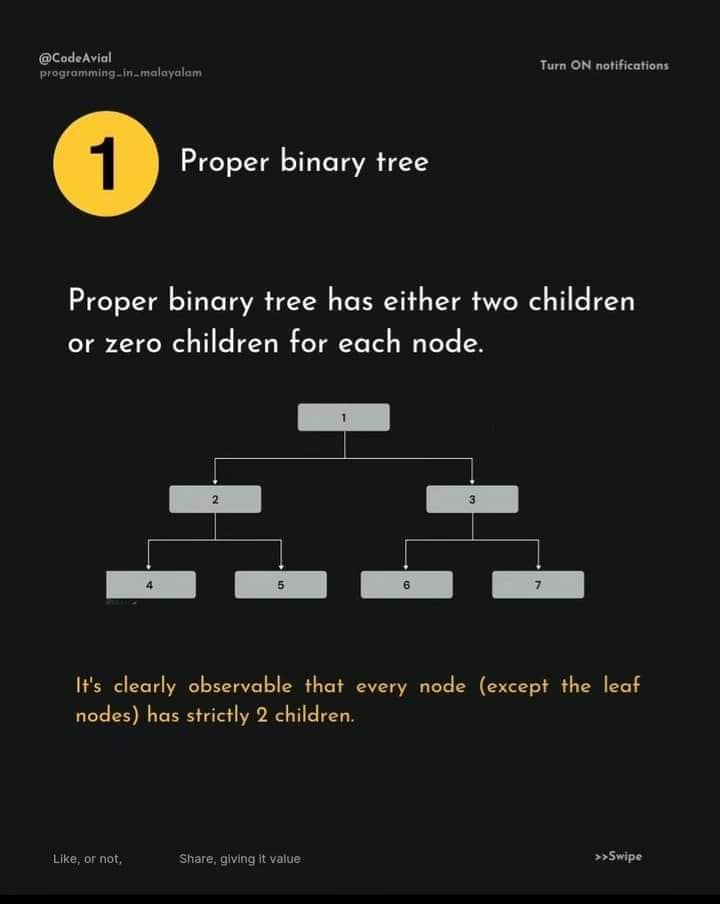 @CodeAvial
programming_in_malayalam
Turn ON notifications
1
Proper binary tree
Proper binary tree has either two children
or zero children for each node.
1
2
3
4
5
6
7
It's clearly observable that every node (except the leaf
nodes) has strictly 2 children.
Like, or not,
Share, giving it value
>>Swipe